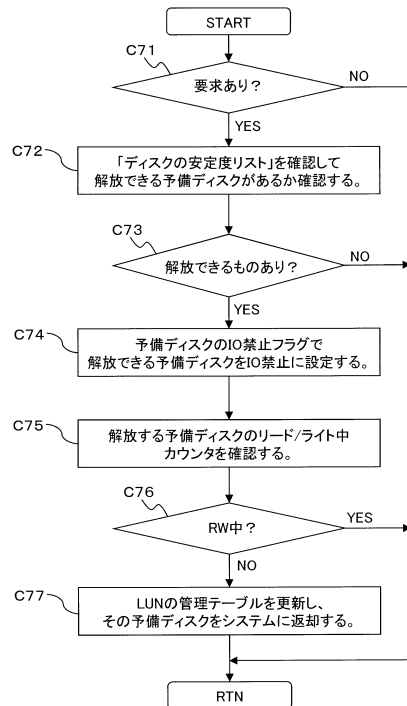 START
C71
要求あり?
NO
YES
C72
「ディスクの安定度リスト」を確認して
解放できる予備ディスクがあるか確認する。
C73
解放できるものあり?
NO
YES
C74
予備ディスクのIO禁止フラグで
解放できる予備ディスクをIO禁止に設定する。
C75
解放する予備ディスクのリード/ライト中
カウンタを確認する。
C76
RW中?
YES
NO
C77
LUNの管理テーブルを更新し、
その予備ディスクをシステムに返却する。
RTN